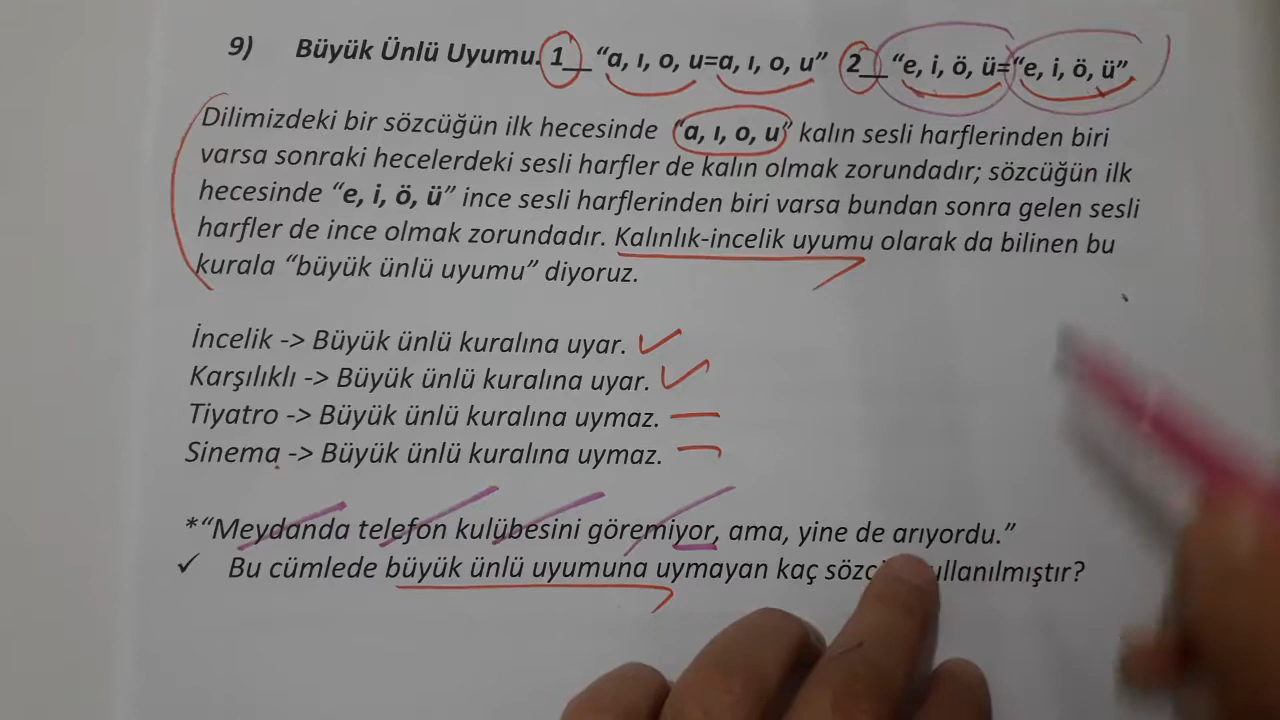 9) Büyük Ünlü Uyumu. 1__ “a, ı, o, u=a, ı, o, u” 2__ “e, i, ö, ü=“e, i, ö, ü”
Dilimizdeki bir sözcüğün ilk hecesinde “a, ı, o, u” kalın sesli harflerinden biri
varsa sonraki hecelerdeki sesli harfler de kalın olmak zorundadır; sözcüğün ilk
hecesinde “e, i, ö, ü” ince sesli harflerinden biri varsa bundan sonra gelen sesli
harfler de ince olmak zorundadır. Kalınlık-incelik uyumu olarak da bilinen bu
kurala “büyük ünlü uyumu” diyoruz.
İncelik -> Büyük ünlü kuralına uyar.
Karşılıklı -> Büyük ünlü kuralına uyar.
Tiyatro -> Büyük ünlü kuralına uymaz.
Sinema -> Büyük ünlü kuralına uymaz.
*“Meydanda telefon kulübesini göremiyor, ama, yine de arıyordu.”
✓ Bu cümlede büyük ünlü uyumuna uymayan kaç